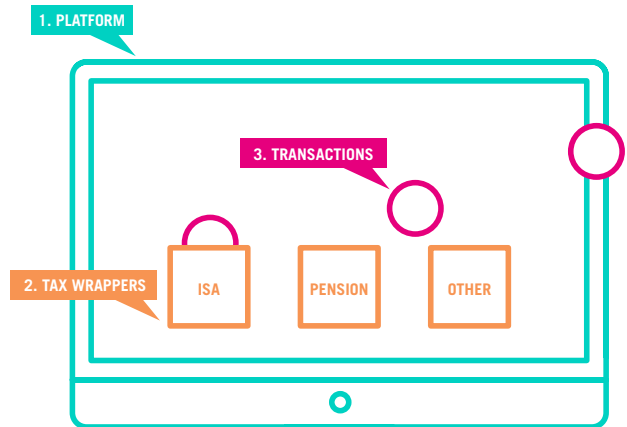 1. PLATFORM
3. TRANSACTIONS
2. TAX WRAPPERS
ISA
PENSION
OTHER